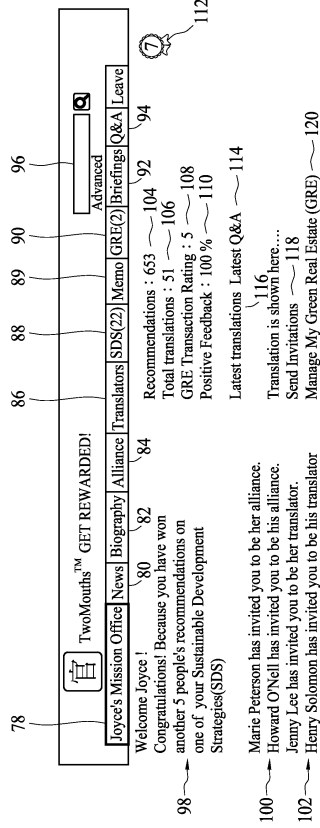 78 86 88 89 90 96
TwoMouths™ GET REWARDED!
Advanced
Joyce's Mission Office News Biography Alliance Translators SDS(22) Memo GRE(2) Briefings Q&A Leave
80 82 84 92 94
7 112
Welcome Joyce !
Congratulations! Because you have won
another 5 people's recommendations on
one of your Sustainable Development
Strategies(SDS)
98
Recommendations : 653 104
Total translations : 51 106
GRE Transaction Rating : 5 108
Positive Feedback : 100 % 110
Latest translations Latest Q&A 114
116
Translation is shown here....
Send Invitations 118
Manage My Green Real Estate (GRE) 120
Marie Peterson has invited you to be her alliance.
100 Howard O'Nell has invited you to be his alliance.
Jenny Lee has invited you to be her translator.
102 Henry Solomon has invited you to be his translator